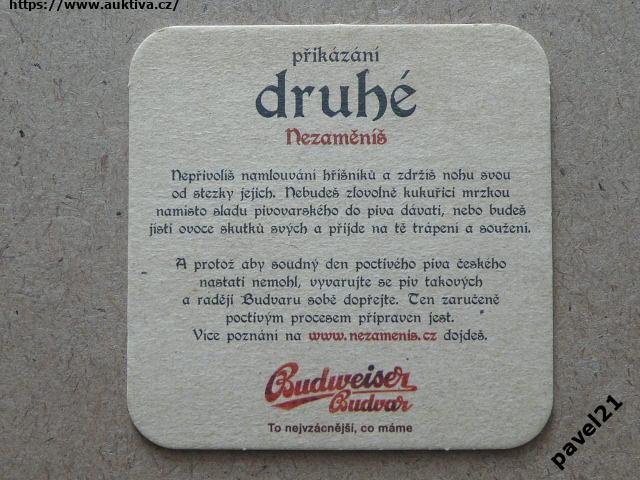 https://www.auktiva.cz/
přikázání
druhé
Nezaměníš
Nepřivolíš namlouvání hříšníků a zdržíš nohu svou
od stezky jejich. Nebudeš zlovolně kukuřici mrzkou
namísto sladu pivovarského do piva dávati, nebo budeš
jísti ovoce skutků svých a přijde na tě trápení a soužení.
A protož aby soudný den poctivého piva českého
nastati nemohl, vyvarujte se piv takových
a raději Budvaru sobě dopřejte. Ten zaručeně
poctivým procesem připraven jest.
Více poznání na www.nezamenis.cz dojdeš.
Budweiser
Budvar
To nejvzácnější, co máme
pavel21